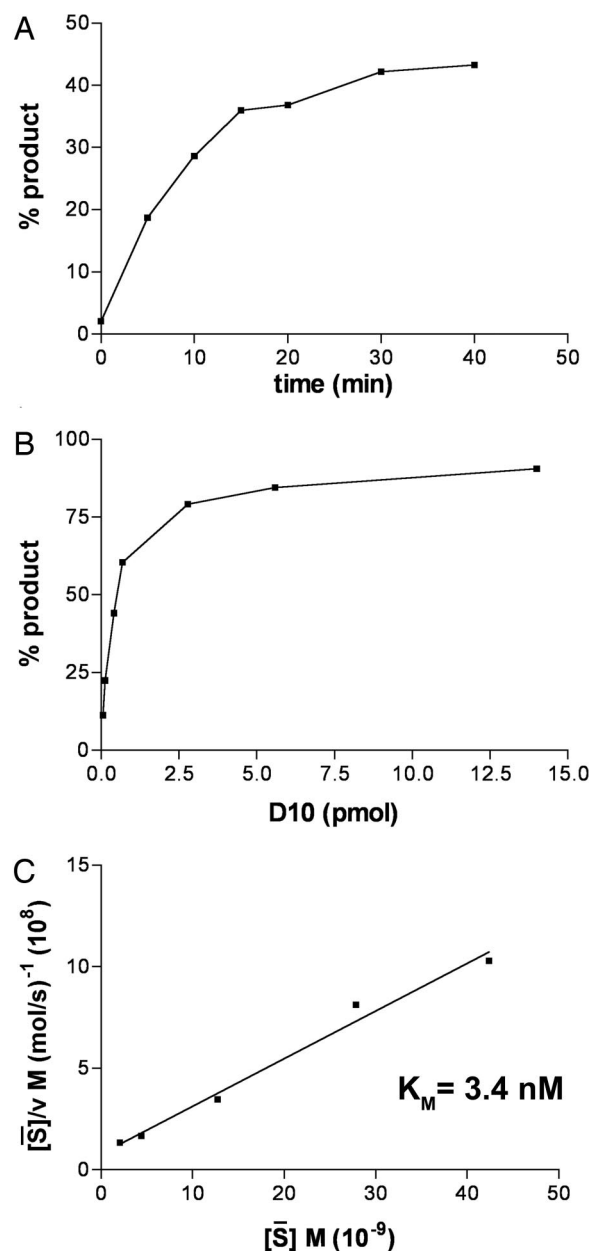 A
50
40
30
20
10
0
% product
0 10 20 30 40 50
time (min)
B
100
75
50
25
0
% product
0.0 2.5 5.0 7.5 10.0 12.5 15.0
D10 (pmol)
C
15
10
5
0
[S̅]/v M (mol/s)⁻¹ (10⁸)
K_M = 3.4 nM
0 10 20 30 40 50
[S̅] M (10⁻⁹)